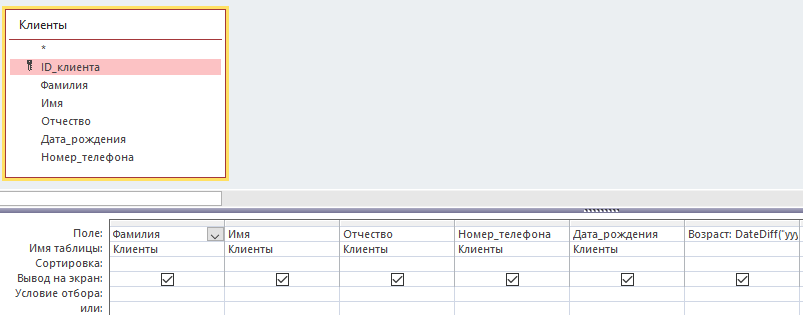 Клиенты
*
ID_клиента
Фамилия
Имя
Отчество
Дата_рождения
Номер_телефона
Поле: Фамилия Имя Отчество Номер_телефона Дата_рождения Возраст: DateDiff("yyy
Имя таблицы: Клиенты Клиенты Клиенты Клиенты Клиенты
Сортировка:
Вывод на экран:
Условие отбора:
или: